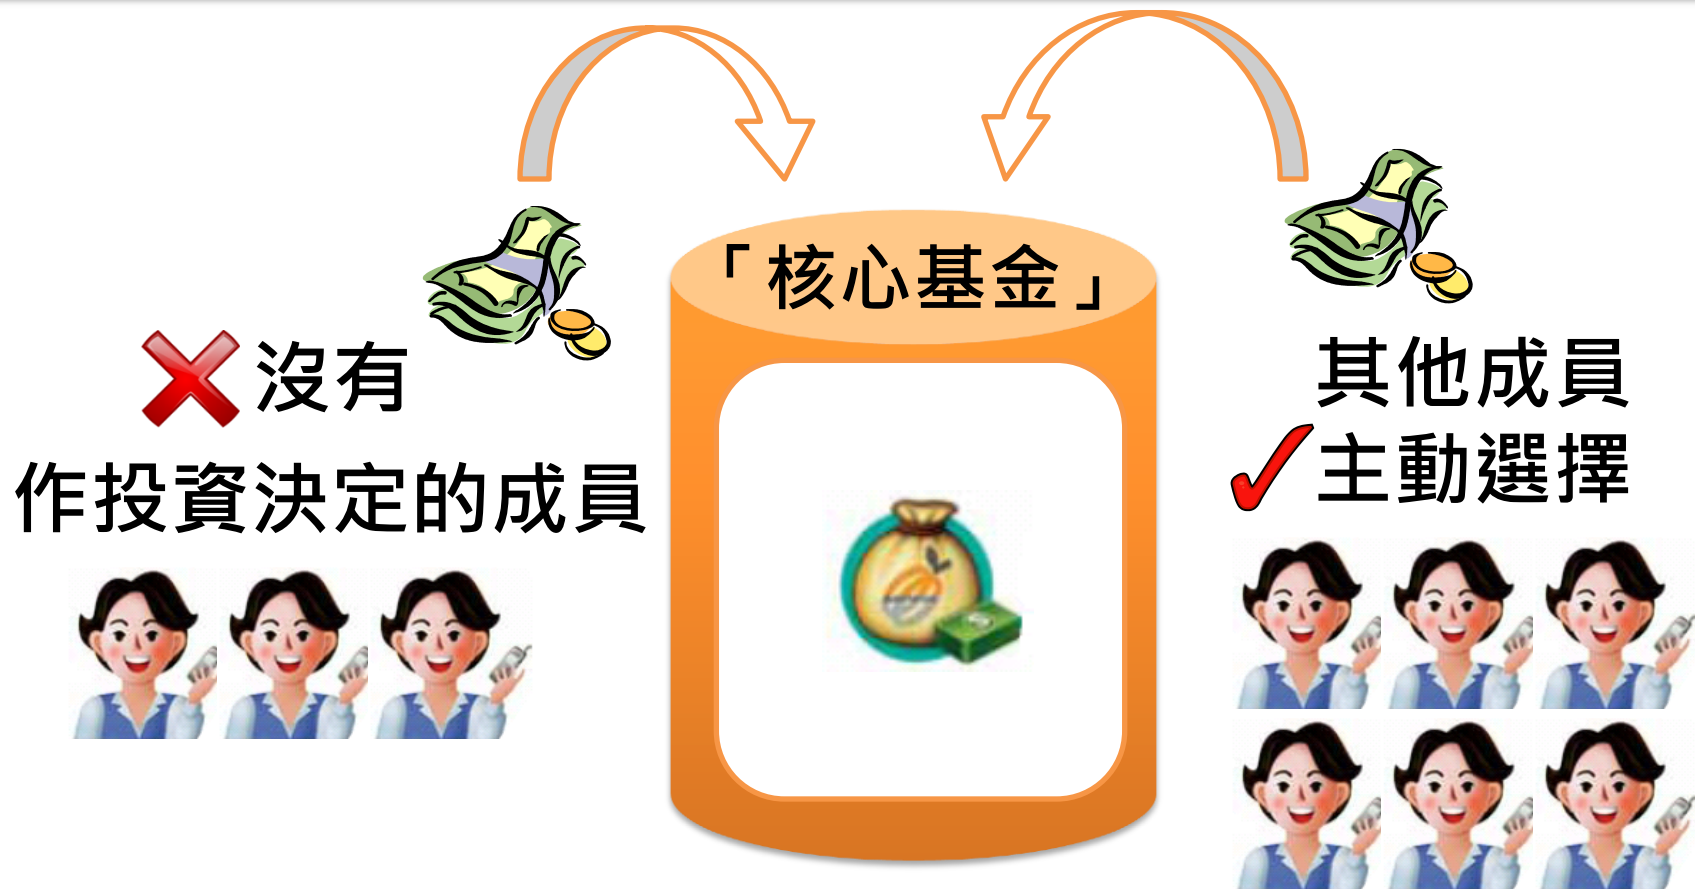 「核心基金」
沒有
作投資決定的成員
其他成員
主動選擇